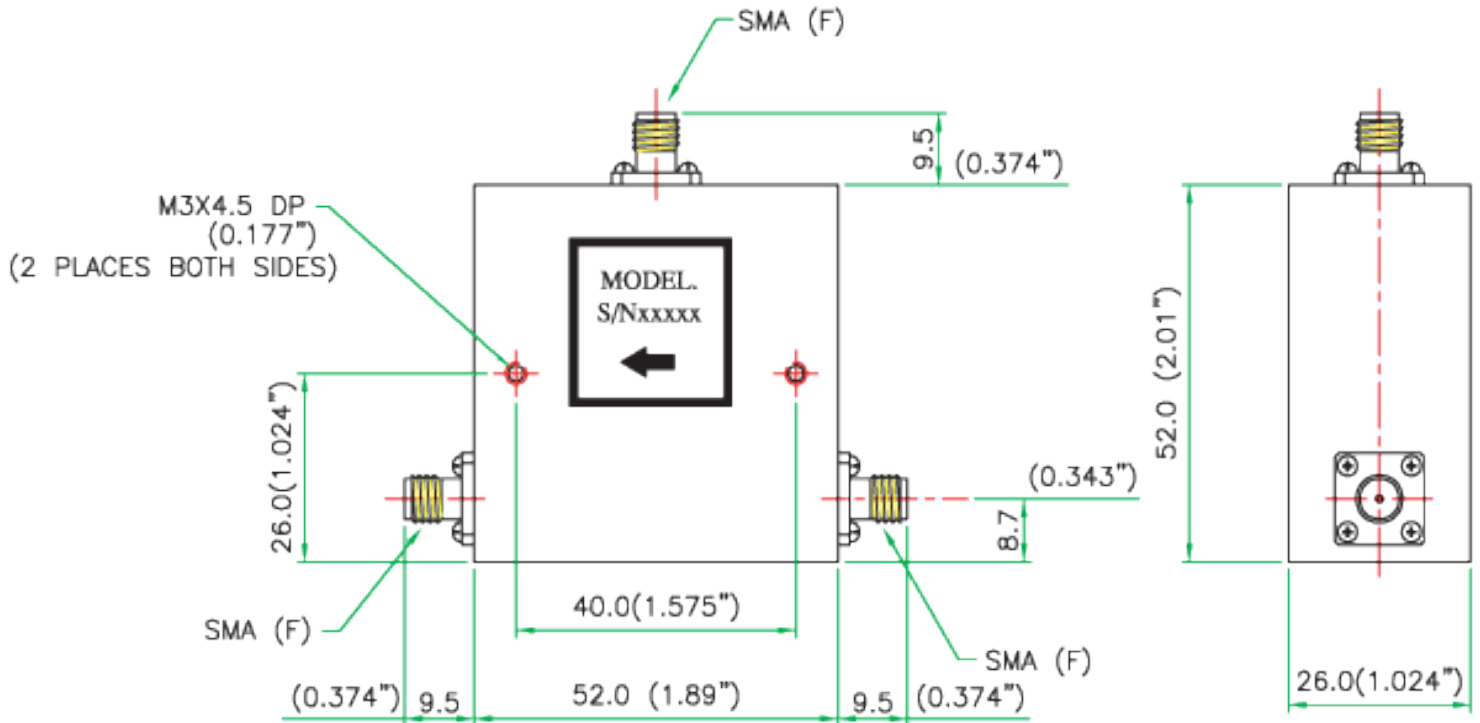 SMA (F)
9.5
(0.374")
M3X4.5 DP
(0.177")
(2 PLACES BOTH SIDES)
MODEL.
S/Nxxxxx
26.0(1.024")
52.0 (2.01")
(0.343")
8.7
40.0(1.575")
SMA (F)
SMA (F)
(0.374") 9.5
52.0 (1.89")
9.5 (0.374")
26.0(1.024")